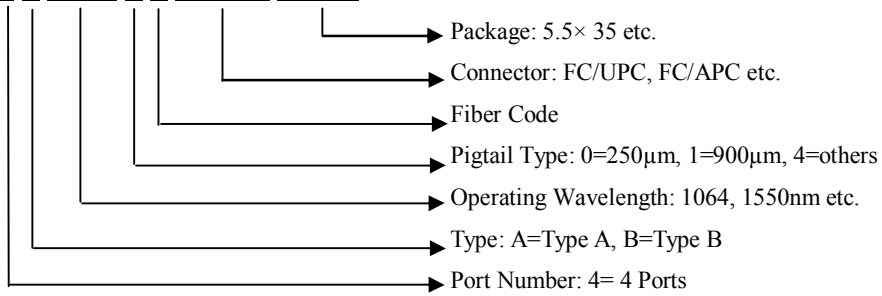 Package: 5.5× 35 etc.
Connector: FC/UPC, FC/APC etc.
Fiber Code
Pigtail Type: 0=250µm, 1=900µm, 4=others
Operating Wavelength: 1064, 1550nm etc.
Type: A=Type A, B=Type B
Port Number: 4= 4 Ports